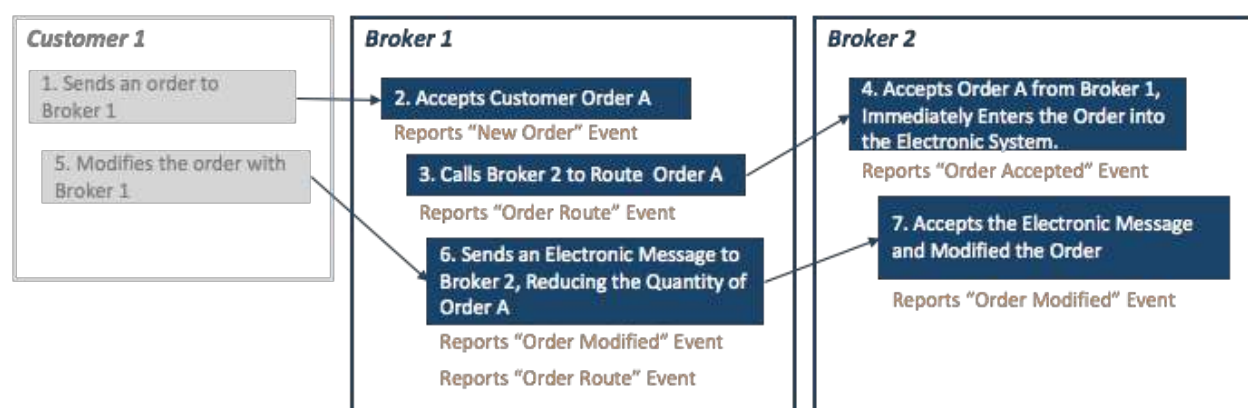 Customer 1
1. Sends an order to
Broker 1
5. Modifies the order with
Broker 1
Broker 1
2. Accepts Customer Order A
Reports “New Order” Event
3. Calls Broker 2 to Route Order A
Reports “Order Route” Event
6. Sends an Electronic Message to
Broker 2, Reducing the Quantity of
Order A
Reports “Order Modified” Event
Reports “Order Route” Event
Broker 2
4. Accepts Order A from Broker 1,
Immediately Enters the Order into
the Electronic System.
Reports “Order Accepted” Event
7. Accepts the Electronic Message
and Modified the Order
Reports “Order Modified” Event